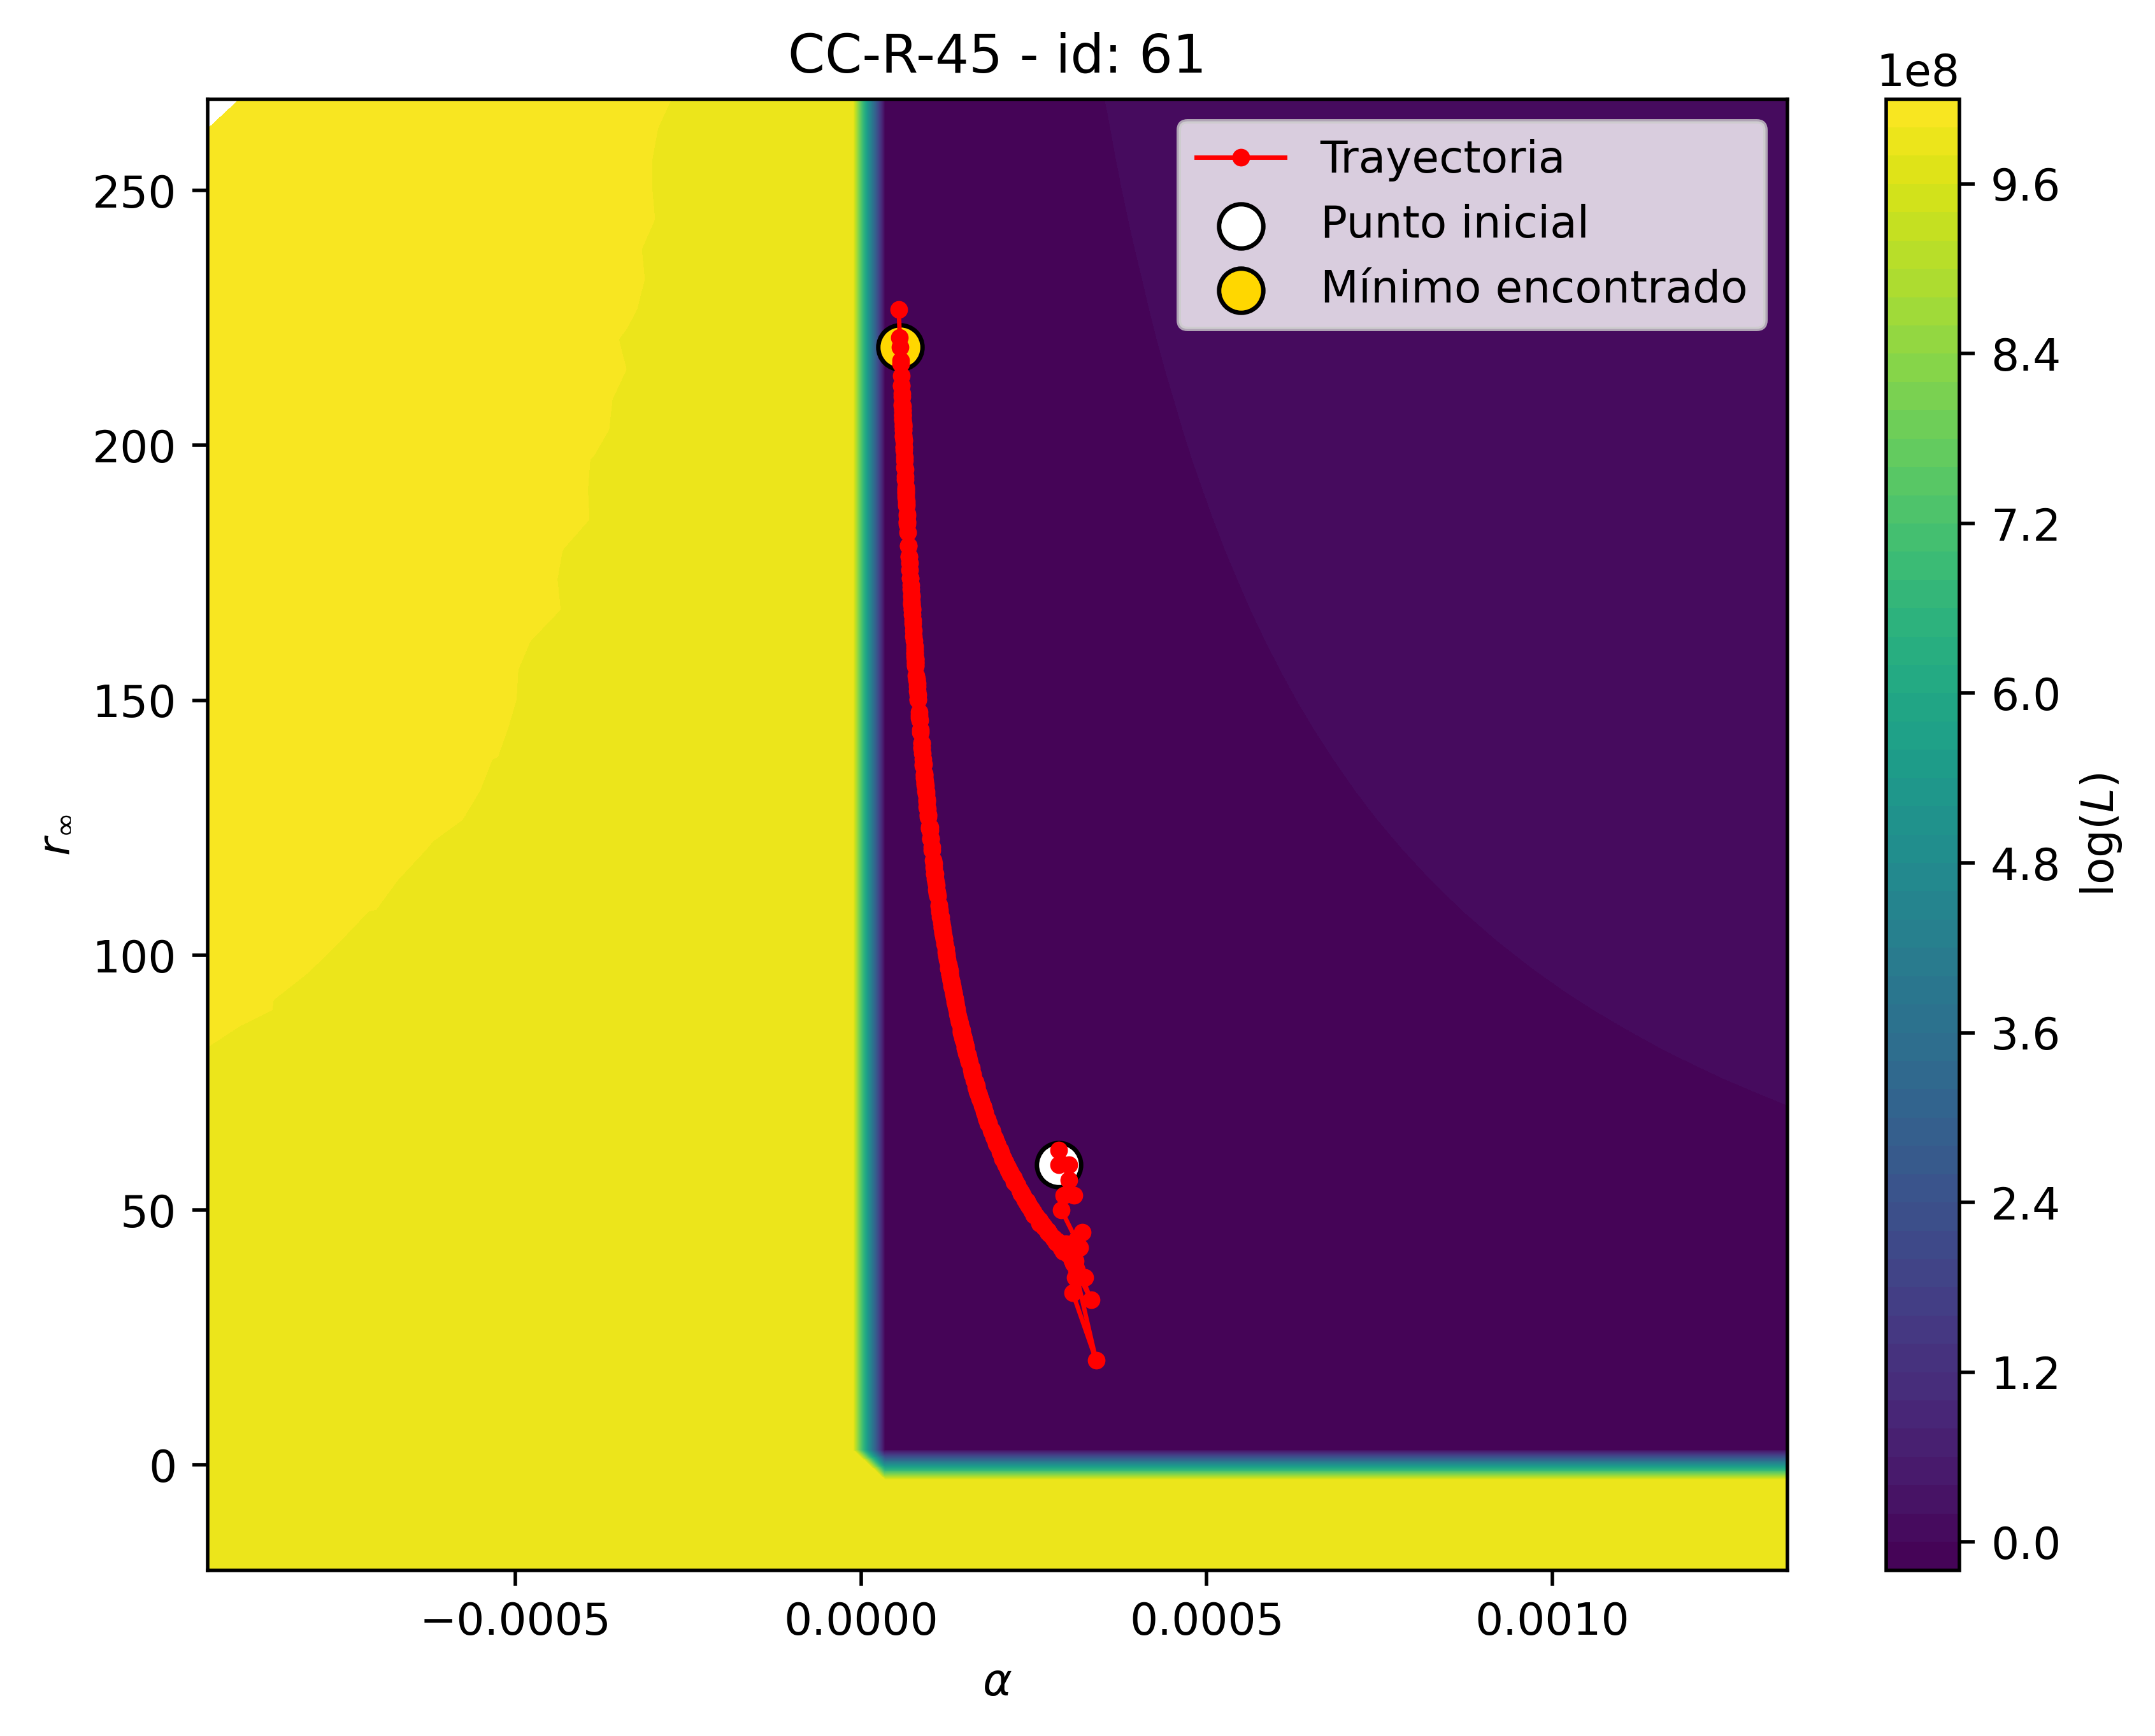 CC-R-45 - id: 61
1e8
Trayectoria
Punto inicial
Mínimo encontrado
250
200
150
100
50
0
r∞
−0.0005
0.0000
0.0005
0.0010
α
9.6
8.4
7.2
6.0
4.8
3.6
2.4
1.2
0.0
log(L)